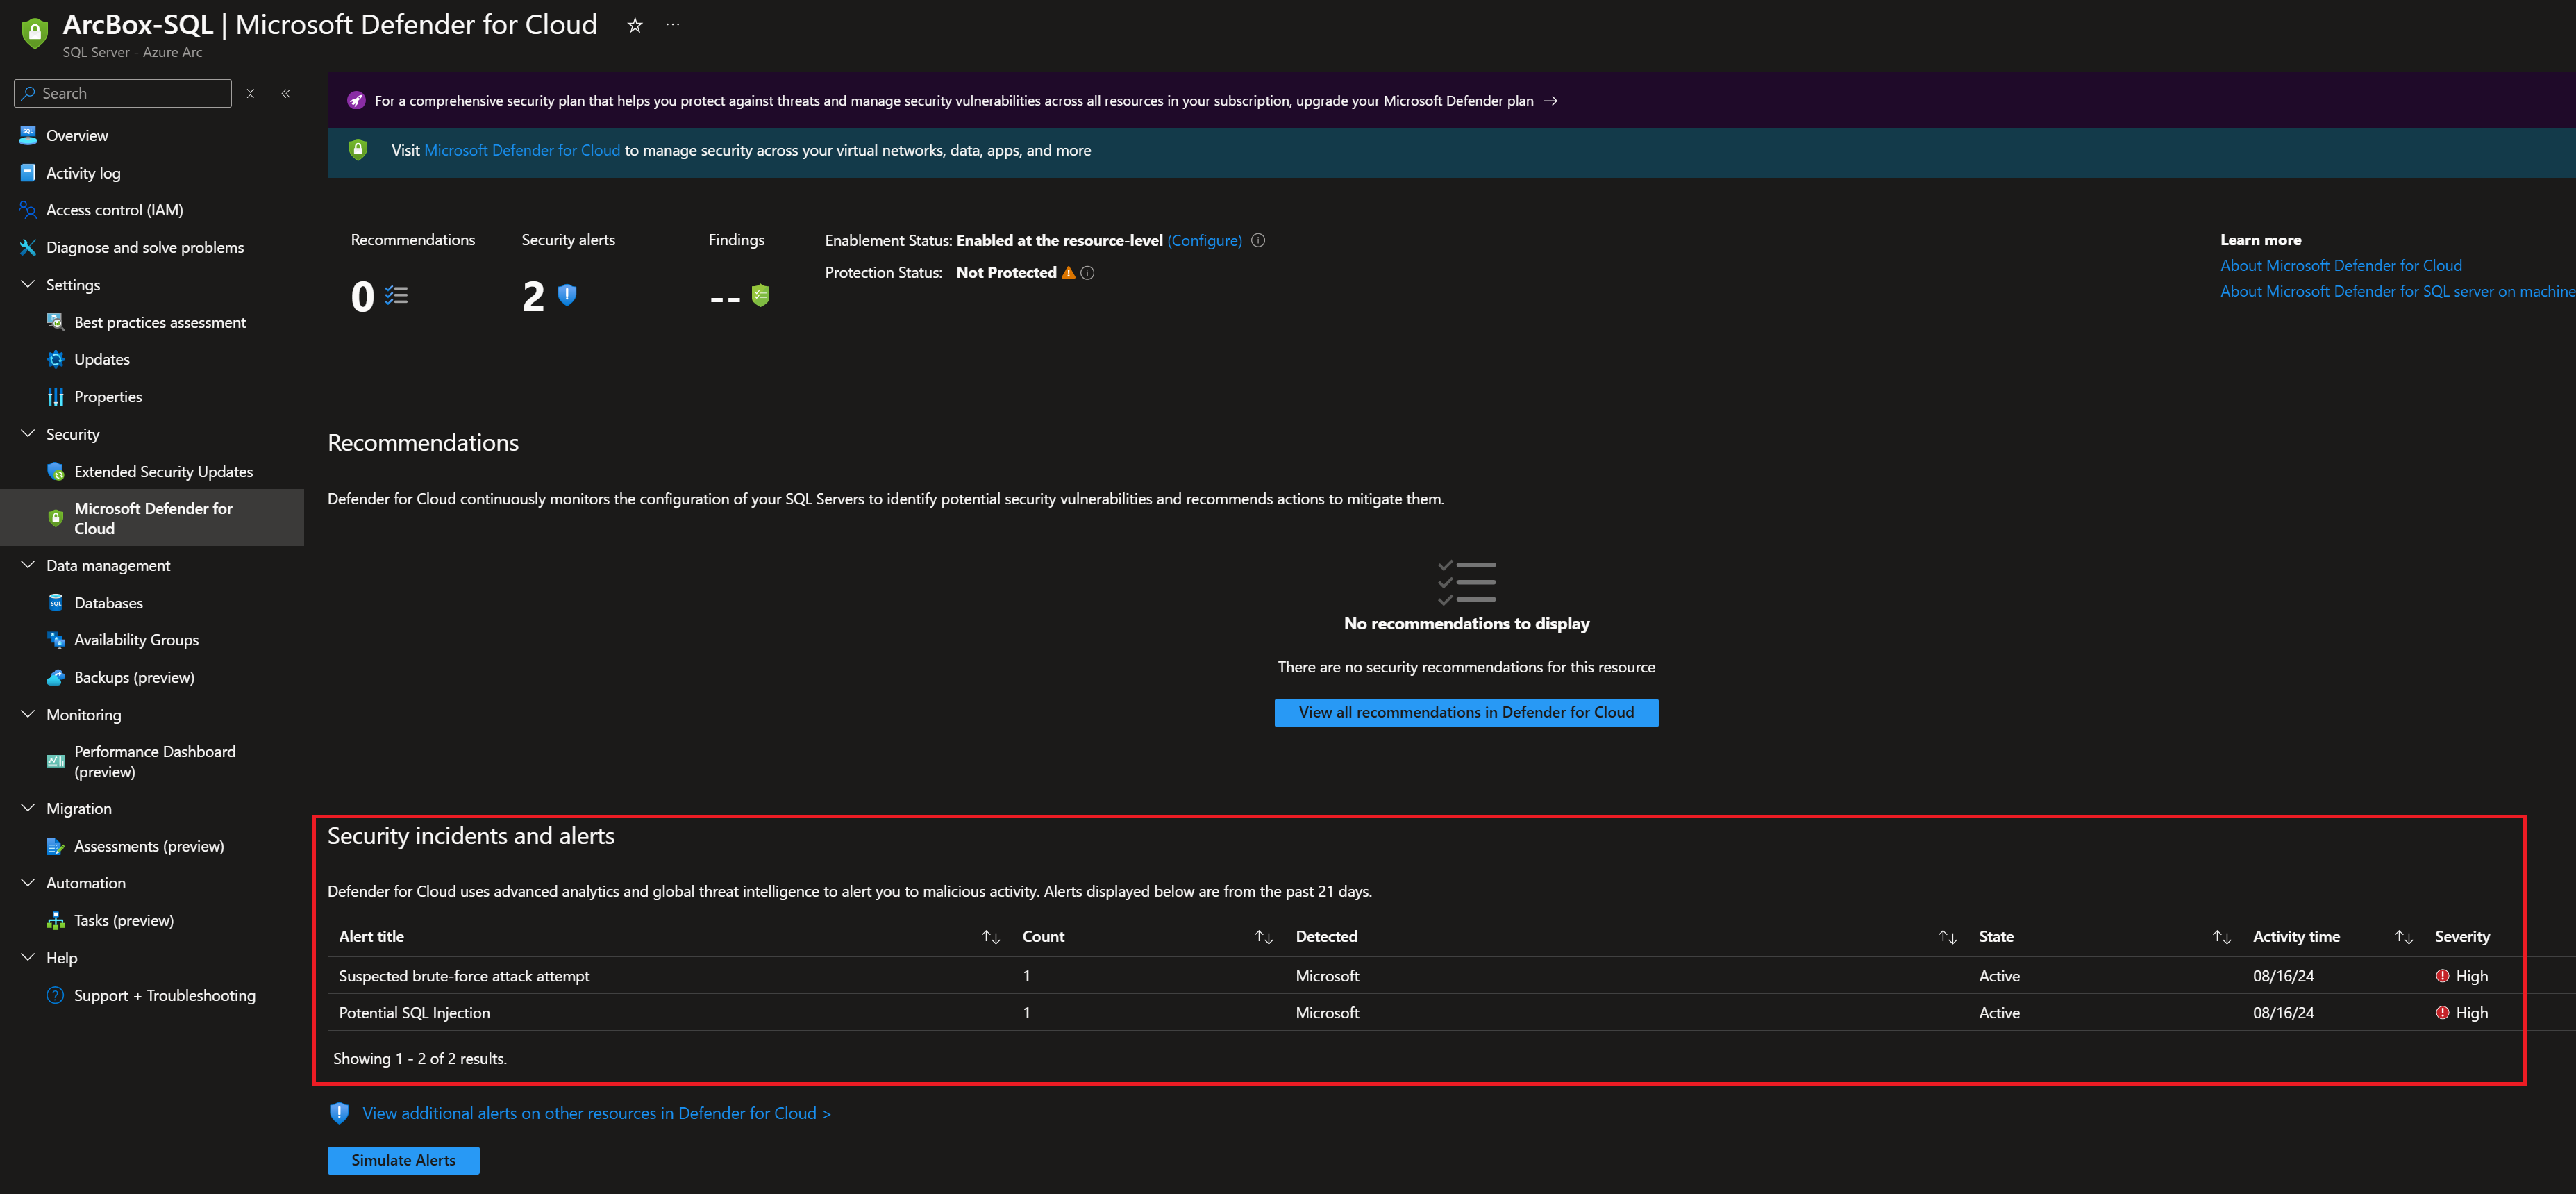 ArcBox-SQL | Microsoft Defender for Cloud
SQL Server - Azure Arc
Search
Overview
Activity log
Access control (IAM)
Diagnose and solve problems
Settings
Best practices assessment
Updates
Properties
Security
Extended Security Updates
Microsoft Defender for
Cloud
Data management
Databases
Availability Groups
Backups (preview)
Monitoring
Performance Dashboard
(preview)
Migration
Assessments (preview)
Automation
Tasks (preview)
Help
Support + Troubleshooting
For a comprehensive security plan that helps you protect against threats and manage security vulnerabilities across all resources in your subscription, upgrade your Microsoft Defender plan →
Visit Microsoft Defender for Cloud to manage security across your virtual networks, data, apps, and more
Recommendations
0
Security alerts
2
Findings
--
Enablement Status: Enabled at the resource-level (Configure)
Protection Status: Not Protected
Learn more
About Microsoft Defender for Cloud
About Microsoft Defender for SQL server on machine
Recommendations
Defender for Cloud continuously monitors the configuration of your SQL Servers to identify potential security vulnerabilities and recommends actions to mitigate them.
No recommendations to display
There are no security recommendations for this resource
View all recommendations in Defender for Cloud
Security incidents and alerts
Defender for Cloud uses advanced analytics and global threat intelligence to alert you to malicious activity. Alerts displayed below are from the past 21 days.
Alert title Count Detected State Activity time Severity
Suspected brute-force attack attempt 1 Microsoft Active 08/16/24 High
Potential SQL Injection 1 Microsoft Active 08/16/24 High
Showing 1 - 2 of 2 results.
View additional alerts on other resources in Defender for Cloud >
Simulate Alerts